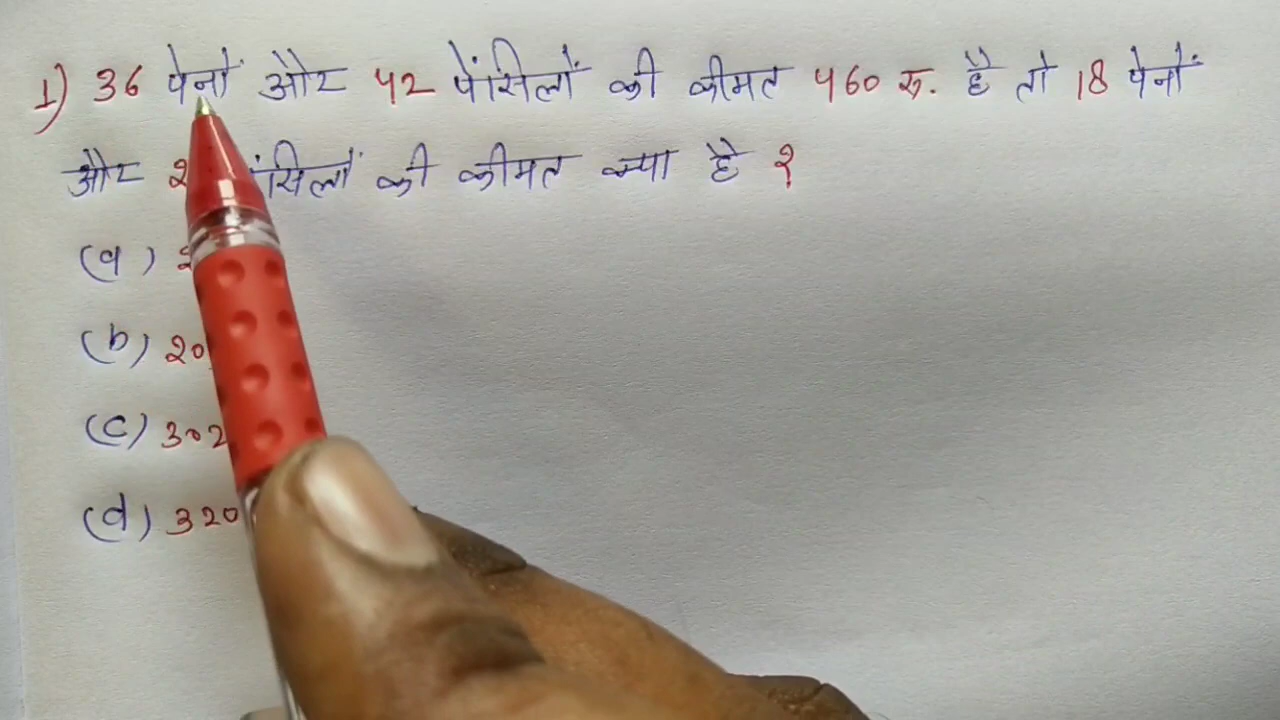 1) 36 पेनों और 42 पेंसिलों की कीमत 460 रु. है तो 18 पेनों
और की कीमत क्या है ?
(a)
(b) 20
(c) 302
(d) 320